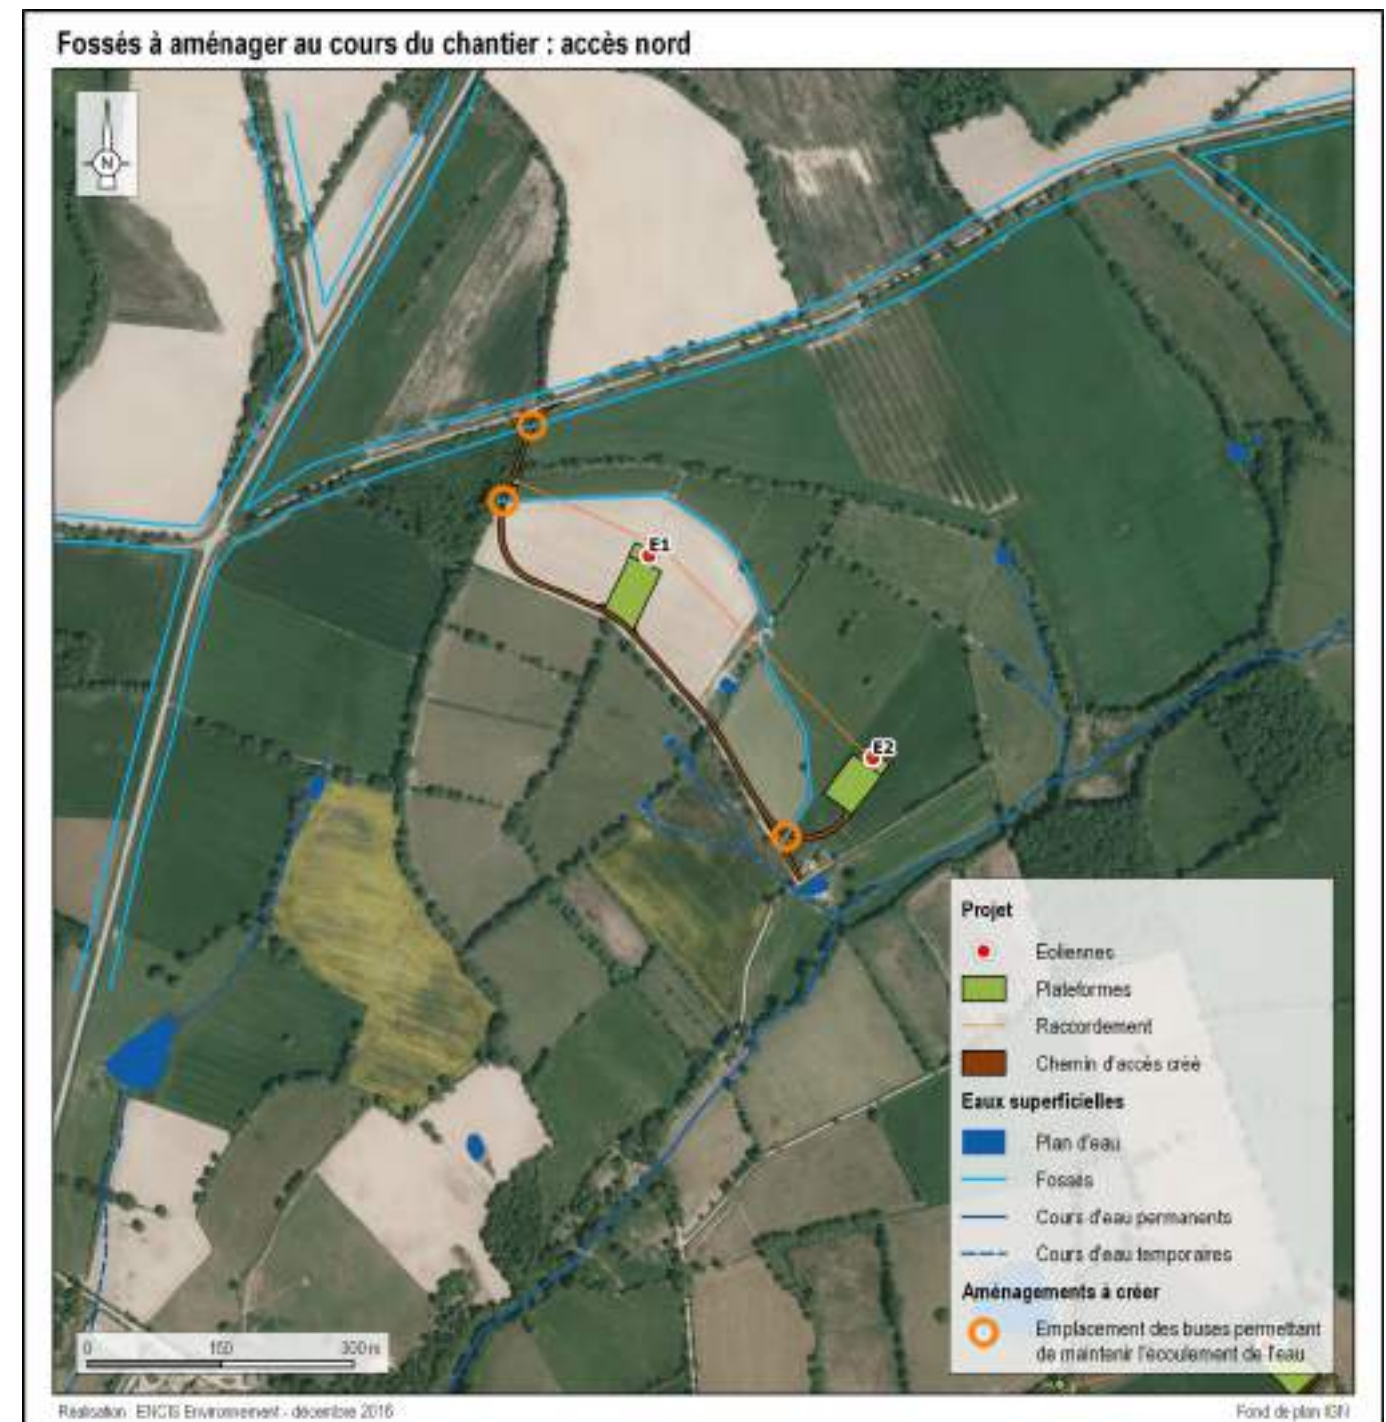 Fossés à aménager au cours du chantier : accès nord
N
E1
E2
Projet
Eoliennes
Plateformes
Raccordement
Chemin d'accès créé
Eaux superficielles
Plan d'eau
Fossés
Cours d'eau permanents
Cours d'eau temporaires
Aménagements à créer
Emplacement des buses permettant
de maintenir l'écoulement de l'eau
0 150 300 m
Réalisation : ENCIS Environnement - décembre 2016
Fond de plan IGN